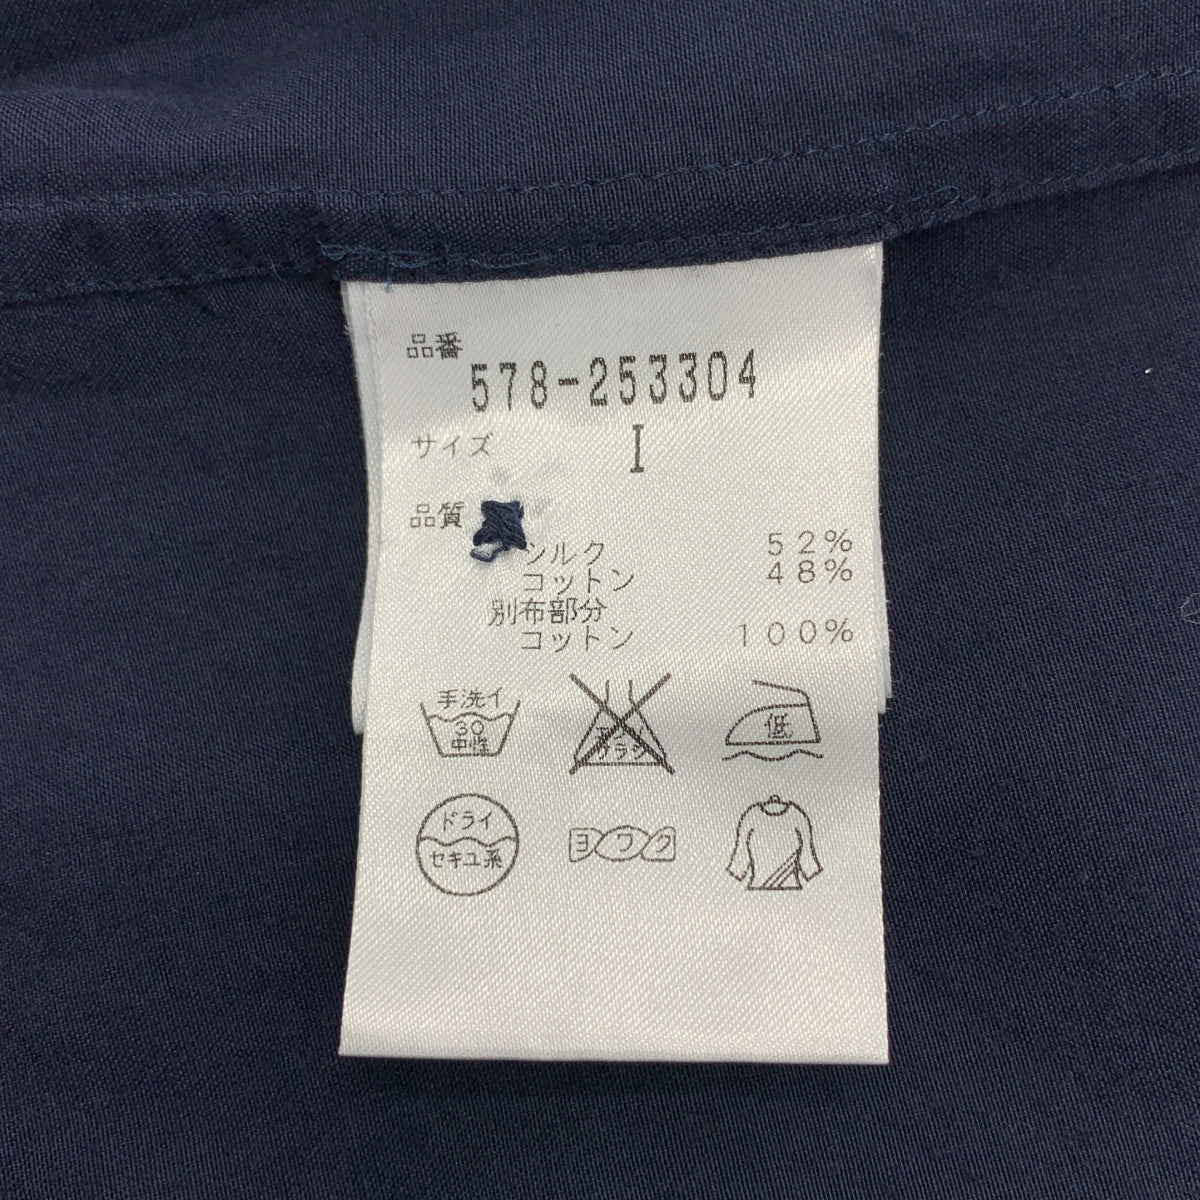 品番
578-253304
サイズ I
品質
シルク 52%
コットン 48%
別布部分
コットン 100%
手洗イ
30
中性
低
ドライ
セキユ系
ヨワク